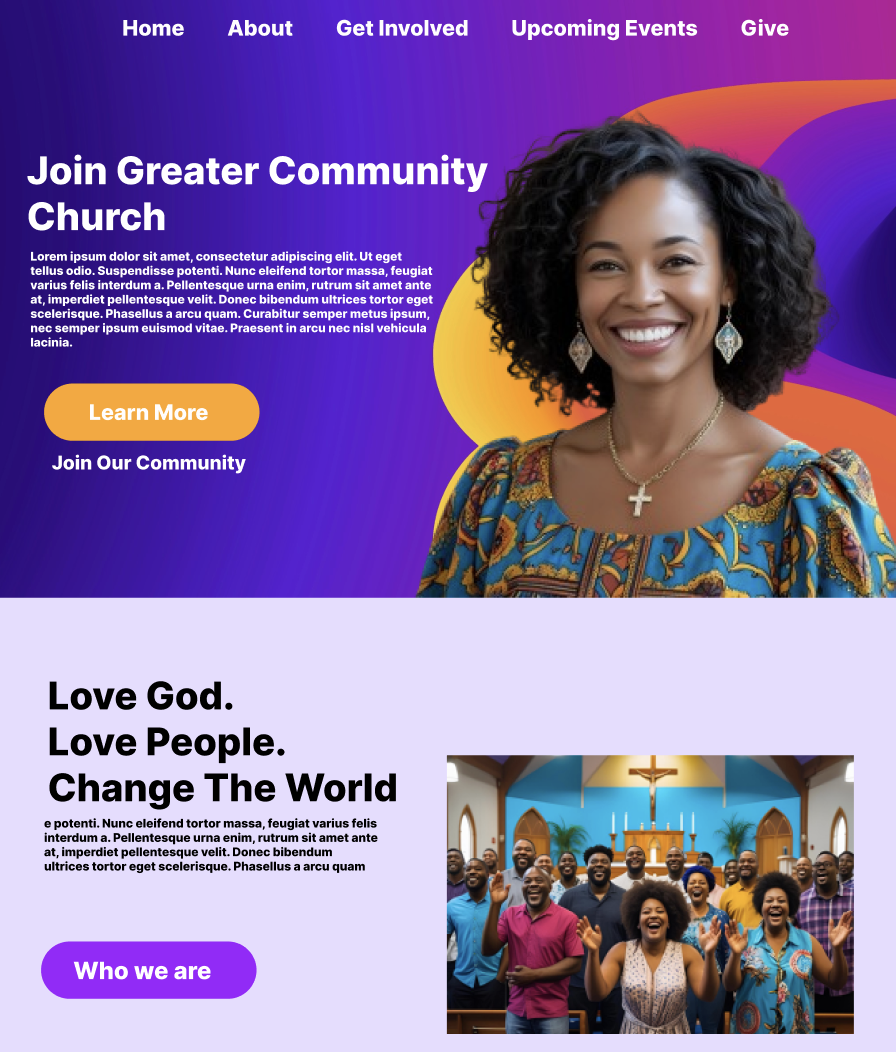 Home About Get Involved Upcoming Events Give
Join Greater Community
Church
Lorem ipsum dolor sit amet, consectetur adipiscing elit. Ut eget
tellus odio. Suspendisse potenti. Nunc eleifend tortor massa, feugiat
varius felis interdum a. Pellentesque urna enim, rutrum sit amet ante
at, imperdiet pellentesque velit. Donec bibendum ultrices tortor eget
scelerisque. Phasellus a arcu quam. Curabitur semper metus ipsum,
nec semper ipsum euismod vitae. Praesent in arcu nec nisl vehicula
lacinia.
Learn More
Join Our Community
Love God.
Love People.
Change The World
e potenti. Nunc eleifend tortor massa, feugiat varius felis
interdum a. Pellentesque urna enim, rutrum sit amet ante
at, imperdiet pellentesque velit. Donec bibendum
ultrices tortor eget scelerisque. Phasellus a arcu quam
Who we are